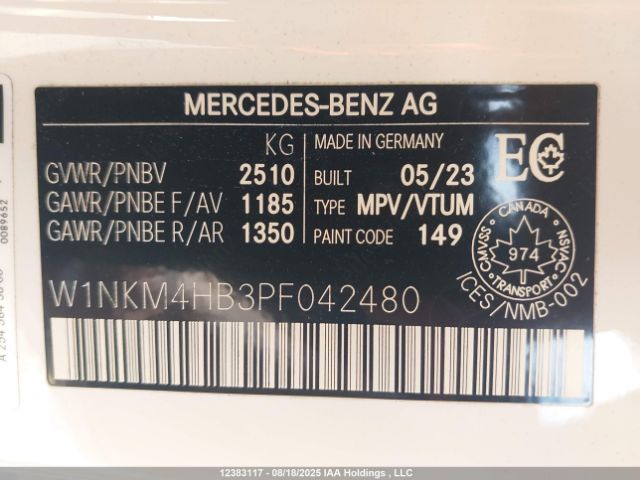 MERCEDES-BENZ AG
KG
GVWR/PNBV 2510
GAWR/PNBE F/AV 1185
GAWR/PNBE R/AR 1350
MADE IN GERMANY
BUILT 05/23
TYPE MPV/VTUM
PAINT CODE 149
EC
CANADA
CMVSS NSVAC
974
TRANSPORT
ICES/NMB-002
W1NKM4HB3PF042480
0089652
A 254 584
12383117 - 08/18/2025 IAA Holdings , LLC